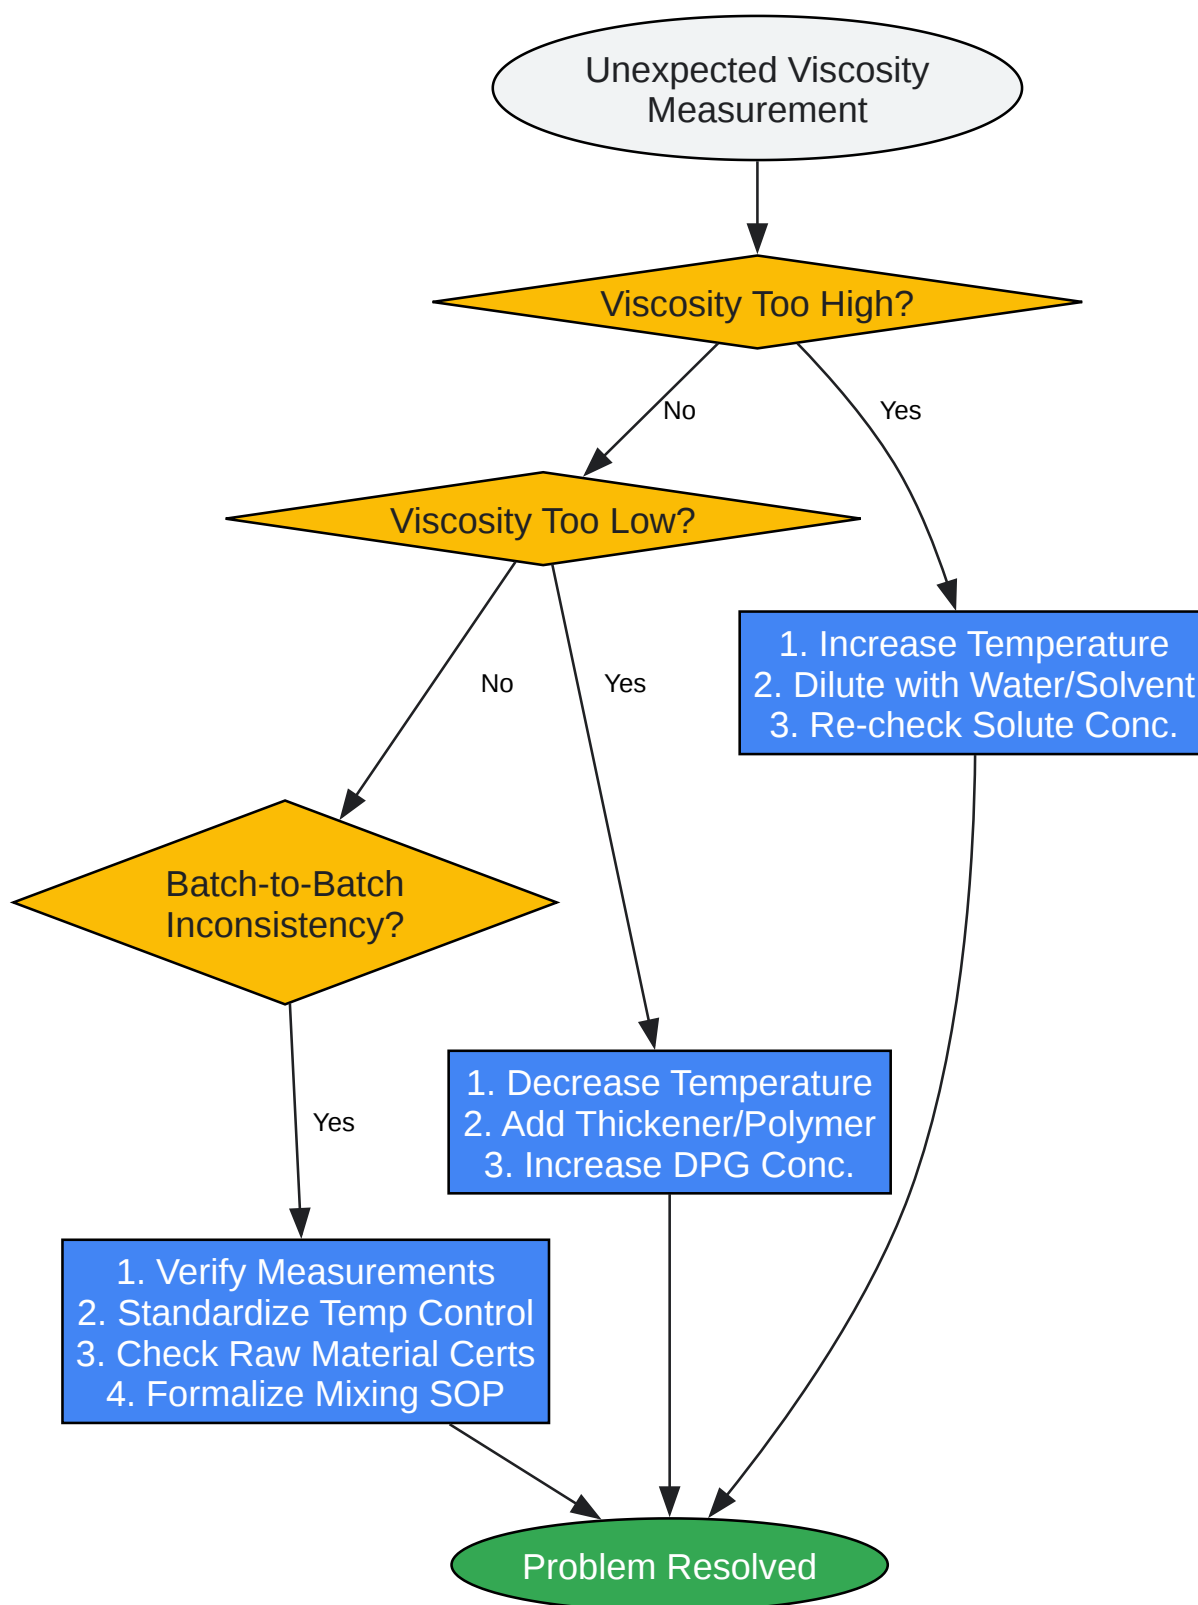 Unexpected Viscosity
Measurement
Viscosity Too High?
No
Yes
Viscosity Too Low?
1. Increase Temperature
2. Dilute with Water/Solvent
3. Re-check Solute Conc.
No
Yes
Batch-to-Batch
Inconsistency?
1. Decrease Temperature
2. Add Thickener/Polymer
3. Increase DPG Conc.
Yes
1. Verify Measurements
2. Standardize Temp Control
3. Check Raw Material Certs
4. Formalize Mixing SOP
Problem Resolved